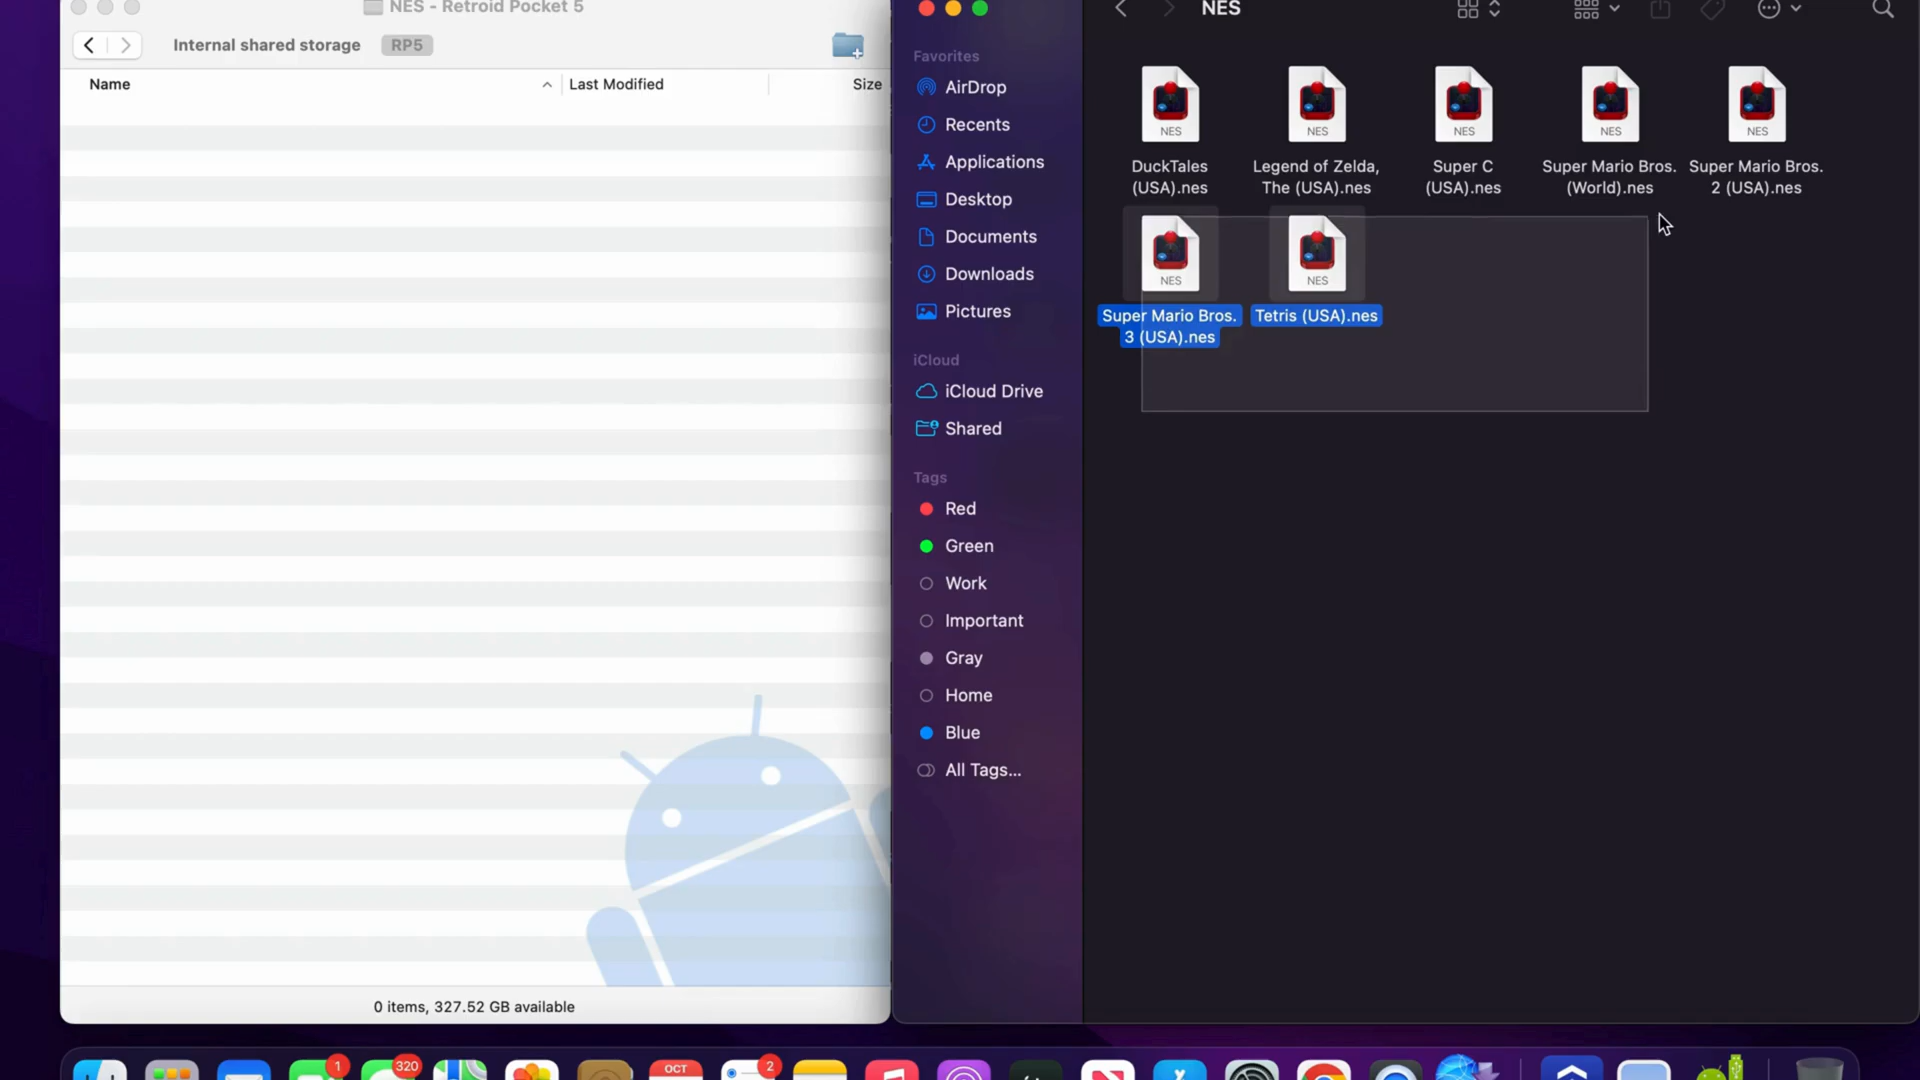 NES - Retroid Pocket 5
Internal shared storage
RP5
Name
Last Modified
Size
0 items, 327.52 GB available
NES
Favorites
AirDrop
Recents
Applications
Desktop
Documents
Downloads
Pictures
iCloud
iCloud Drive
Shared
Tags
Red
Green
Work
Important
Gray
Home
Blue
All Tags...
NES
NES
NES
NES
NES
DuckTales
(USA).nes
Legend of Zelda,
The (USA).nes
Super C
(USA).nes
Super Mario Bros.
(World).nes
Super Mario Bros.
2 (USA).nes
NES
NES
Super Mario Bros.
3 (USA).nes
Tetris (USA).nes
1
320
OCT
2